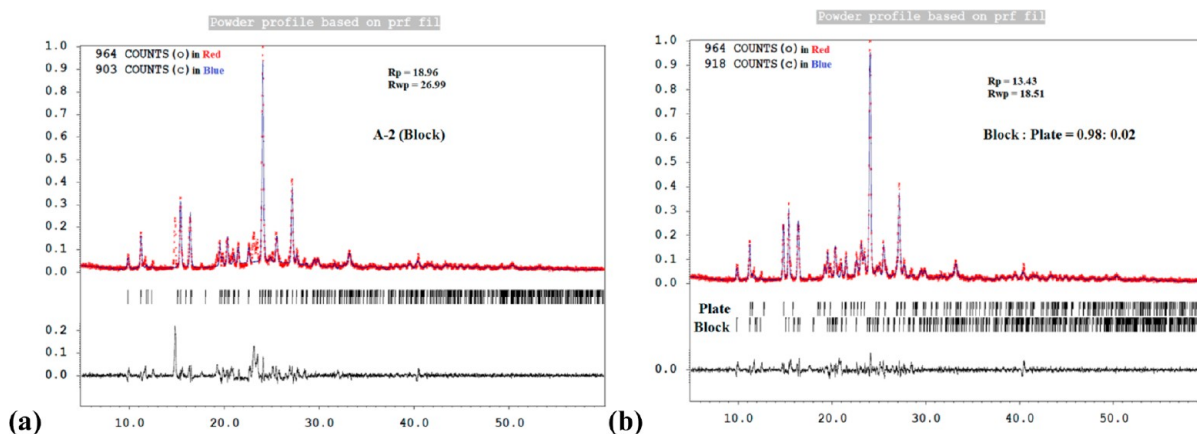 Powder profile based on prf fil
1.0
0.9
0.8
0.7
0.6
0.5
0.4
0.3
0.2
0.1
0.0
964 COUNTS(o) in Red
903 COUNTS(c) in Blue
Rp = 18.96
Rwp = 26.99
A-2 (Block)
0.2
0.1
0.0
10.0 20.0 30.0 40.0 50.0
(a)
Powder profile based on prf fil
1.0
0.9
0.8
0.7
0.6
0.5
0.4
0.3
0.2
0.1
0.0
964 COUNTS(o) in Red
918 COUNTS(c) in Blue
Rp = 13.43
Rwp = 18.51
Block : Plate = 0.98: 0.02
Plate
Block
0.0
10.0 20.0 30.0 40.0 50.0
(b)